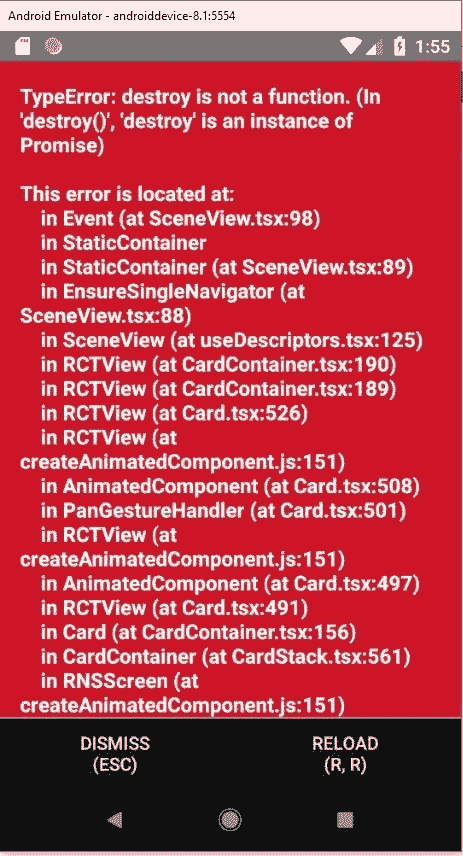 Android Emulator - androiddevice-8.1:5554
1:55
TypeError: destroy is not a function. (In
'destroy()', 'destroy' is an instance of
Promise)
This error is located at:
in Event (at SceneView.tsx:98)
in StaticContainer
in StaticContainer (at SceneView.tsx:89)
in EnsureSingleNavigator (at
SceneView.tsx:88)
in SceneView (at useDescriptors.tsx:125)
in RCTView (at CardContainer.tsx:190)
in RCTView (at CardContainer.tsx:189)
in RCTView (at Card.tsx:526)
in RCTView (at
createAnimatedComponent.js:151)
in AnimatedComponent (at Card.tsx:508)
in PanGestureHandler (at Card.tsx:501)
in RCTView (at
createAnimatedComponent.js:151)
in AnimatedComponent (at Card.tsx:497)
in RCTView (at Card.tsx:491)
in Card (at CardContainer.tsx:156)
in CardContainer (at CardStack.tsx:561)
in RNSScreen (at
createAnimatedComponent.js:151)
DISMISS
(ESC)
RELOAD
(R, R)